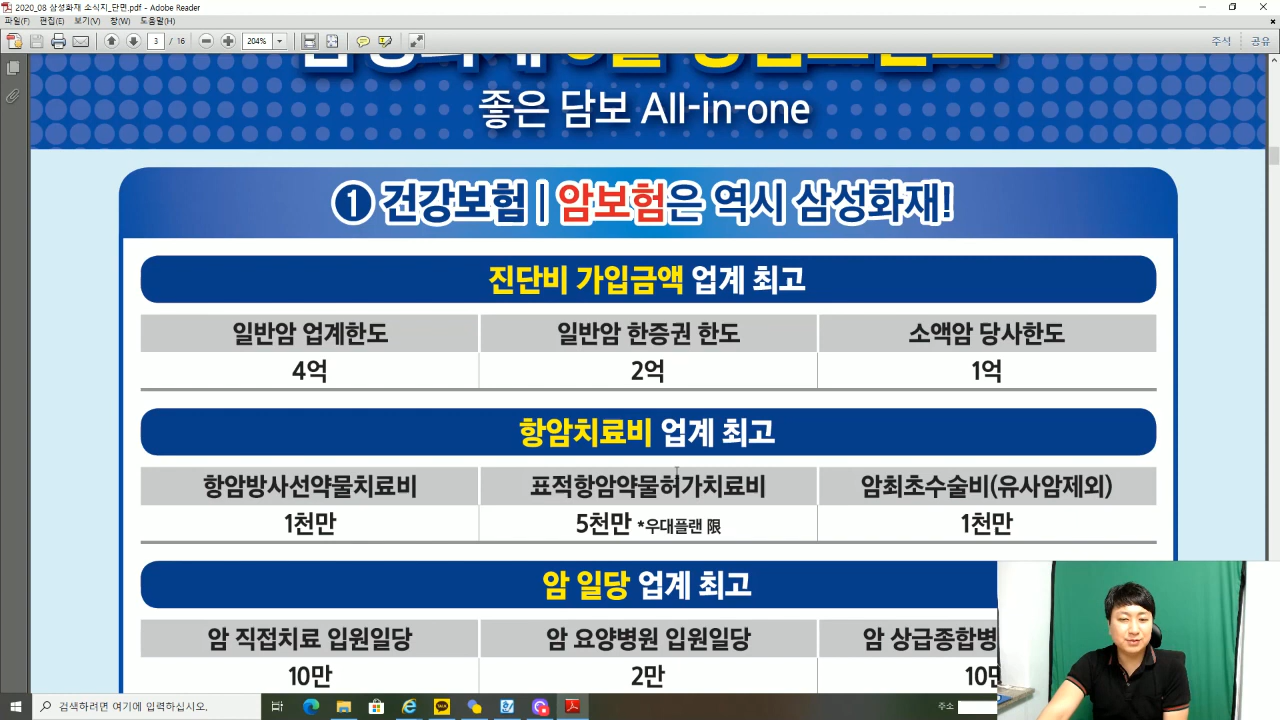 2020_08 삼성화재 소식지_단면.pdf - Adobe Reader
파일(F) 편집(E) 보기(V) 창(W) 도움말(H)
3 / 16 204% 주석 공유
좋은 담보 All-in-one
❶ 건강보험 | 암보험은 역시 삼성화재!
진단비 가입금액 업계 최고
일반암 업계한도 일반암 한증권 한도 소액암 당사한도
4억 2억 1억
항암치료비 업계 최고
항암방사선약물치료비 표적항암약물허가치료비 암최초수술비(유사암제외)
1천만 5천만 *우대플랜 限 1천만
암 일당 업계 최고
암 직접치료 입원일당 암 요양병원 입원일당 암 상급종합병
10만 2만 10만
검색하려면 여기에 입력하십시오. TALK 주소